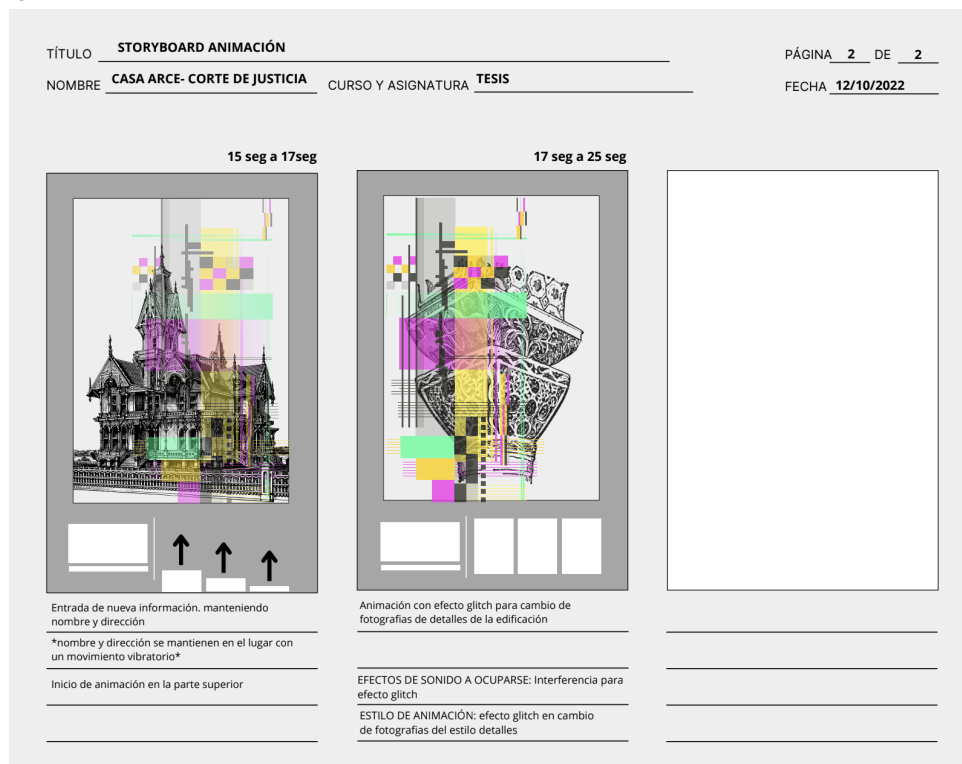 TÍTULO STORYBOARD ANIMACIÓN
PÁGINA 2 DE 2
NOMBRE CASA ARCE- CORTE DE JUSTICIA CURSO Y ASIGNATURA TESIS
FECHA 12/10/2022
15 seg a 17seg
17 seg a 25 seg
Entrada de nueva información. manteniendo
nombre y dirección
*nombre y dirección se mantienen en el lugar con
un movimiento vibratorio*
Inicio de animación en la parte superior
Animación con efecto glitch para cambio de
fotografias de detalles de la edificación
EFECTOS DE SONIDO A OCUPARSE: Interferencia para
efecto glitch
ESTILO DE ANIMACIÓN: efecto glitch en cambio
de fotografias del estilo detalles